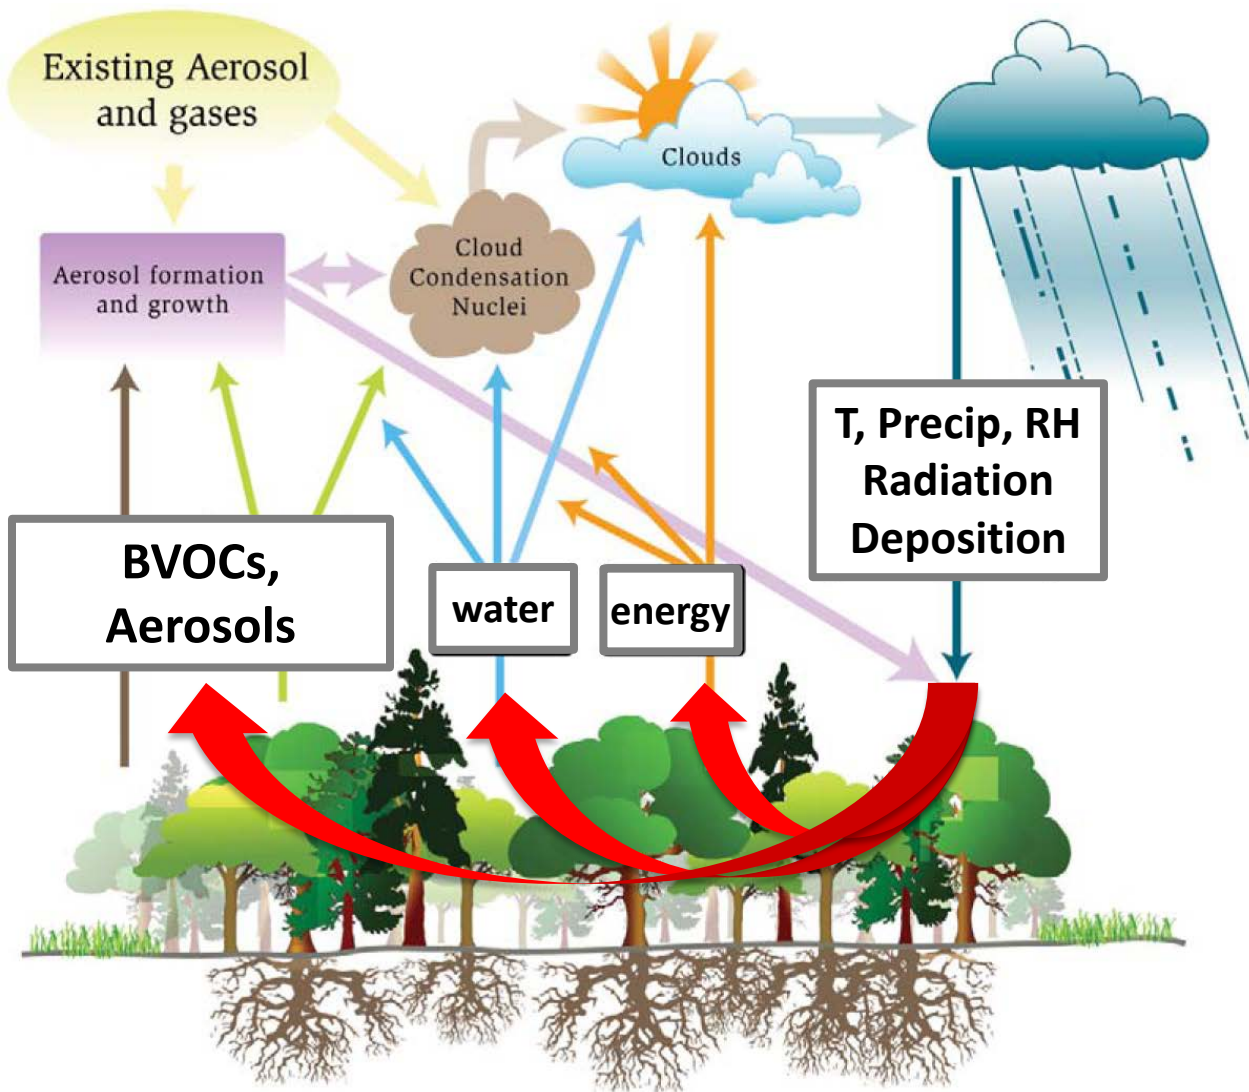 Existing Aerosol
and gases
Clouds
Cloud
Condensation
Nuclei
Aerosol formation
and growth
T, Precip, RH
Radiation
Deposition
BVOCs,
Aerosols
water
energy